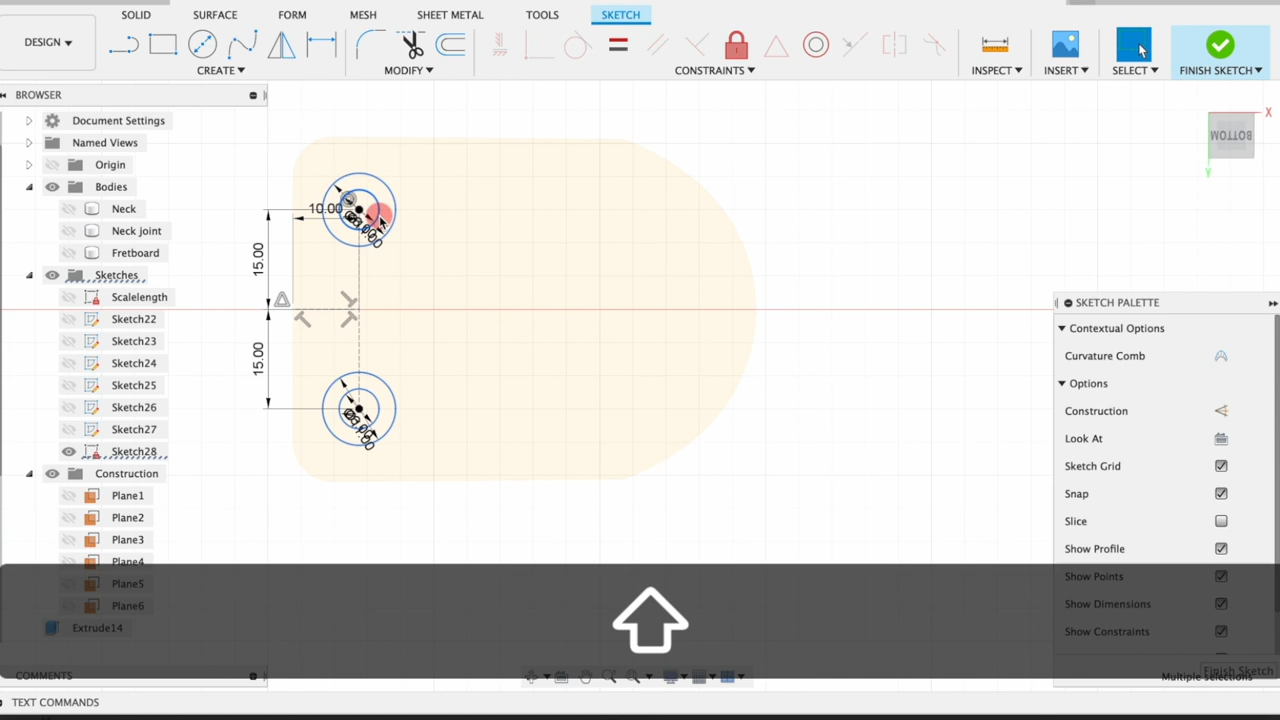 SOLID SURFACE FORM MESH SHEET METAL TOOLS SKETCH
DESIGN
CREATE MODIFY CONSTRAINTS INSPECT INSERT SELECT FINISH SKETCH
BROWSER
Document Settings
Named Views
Origin
Bodies
Neck
Neck joint
Fretboard
Sketches
Scalelength
Sketch22
Sketch23
Sketch24
Sketch25
Sketch26
Sketch27
Sketch28
Construction
Plane1
Plane2
Plane3
Plane4
Plane5
Plane6
Extrude14
COMMENTS
TEXT COMMANDS
10.00
15.00
15.00
X
BOTTOM
Y
SKETCH PALETTE
Contextual Options
Curvature Comb
Options
Construction
Look At
Sketch Grid
Snap
Slice
Show Profile
Show Points
Show Dimensions
Show Constraints
Finish Sketch
Multiple selections